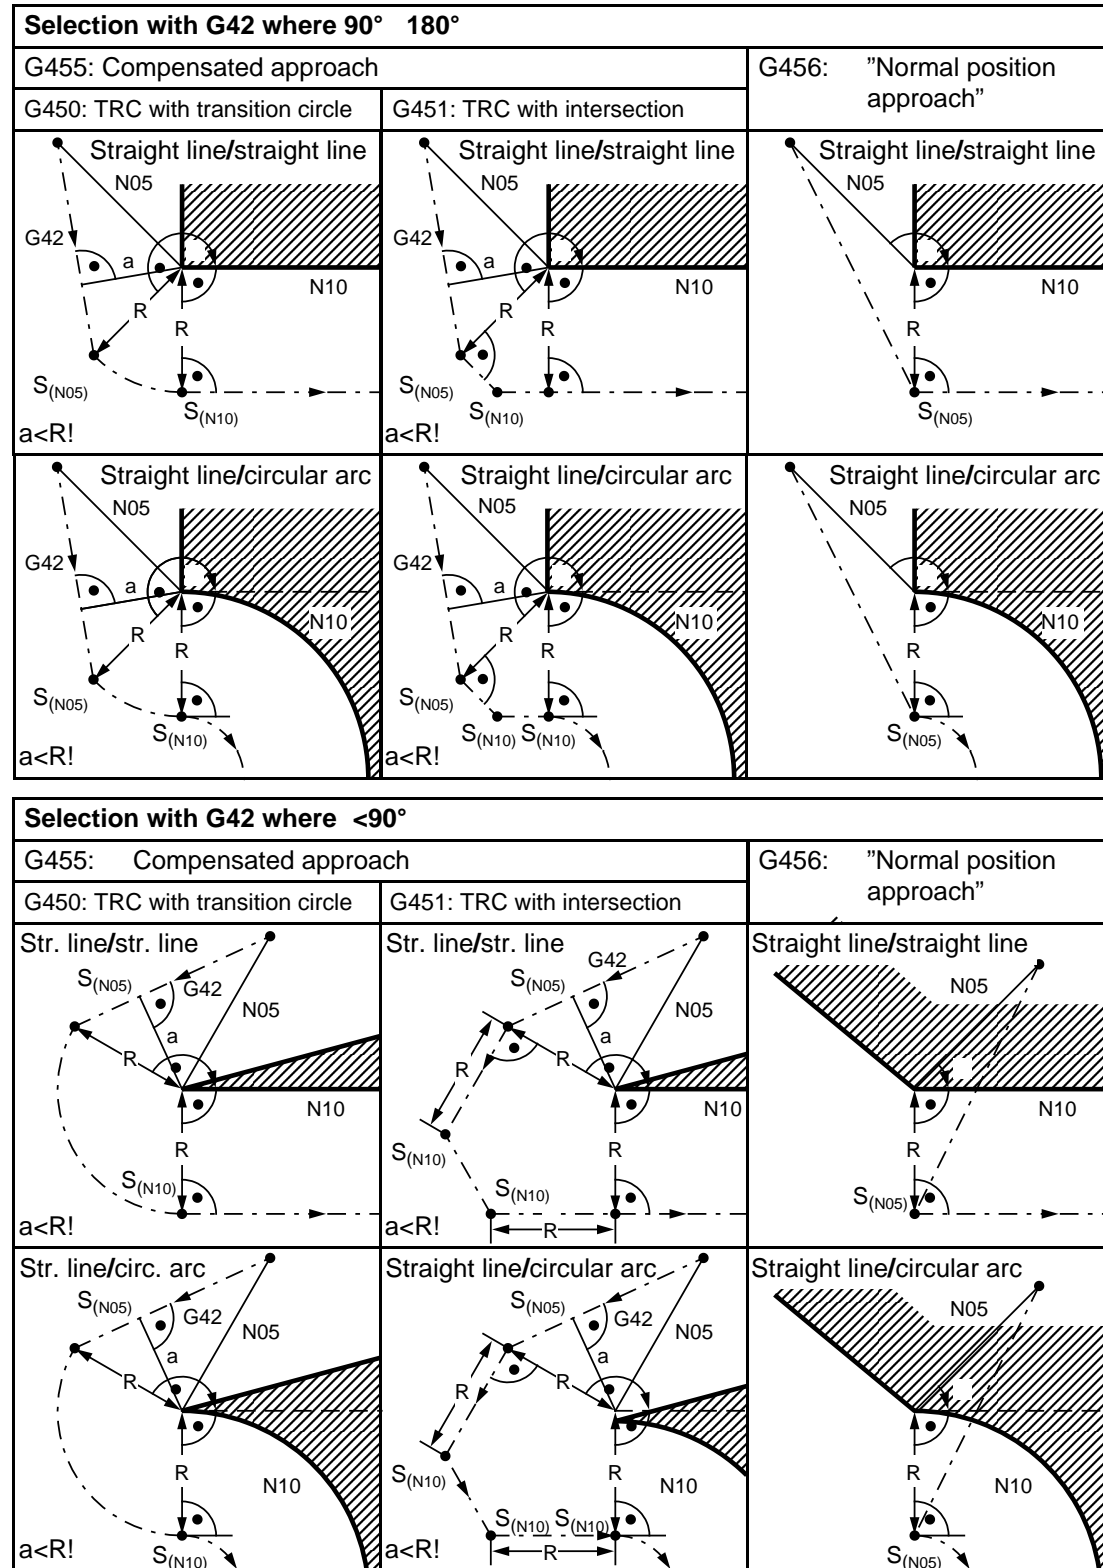 Selection with G42 where 90° 180°
G455: Compensated approach
G456: ”Normal position
approach”
G450: TRC with transition circle
G451: TRC with intersection
Straight line/straight line
N05
G42
a
N10
R
R
S(N05)
S(N10)
a<R!
Straight line/straight line
N05
G42
a
N10
R
R
S(N05)
S(N10)
a<R!
Straight line/straight line
N05
N10
R
S(N05)
Straight line/circular arc
N05
G42
a
N10
R
R
S(N05)
S(N10)
a<R!
Straight line/circular arc
N05
G42
a
N10
R
R
S(N05)
S(N10) S(N10)
a<R!
Straight line/circular arc
N05
N10
R
S(N05)
Selection with G42 where <90°
G455: Compensated approach
G456: ”Normal position
approach”
G450: TRC with transition circle
G451: TRC with intersection
Str. line/str. line
S(N05)
G42
N05
a
R
N10
R
S(N10)
a<R!
Str. line/str. line
G42
S(N05)
N05
a
R
R
N10
R
S(N10)
S(N10)
a<R!
R
Straight line/straight line
N05
N10
R
S(N05)
Str. line/circ. arc
S(N05)
G42
N05
a
R
R
N10
a<R!
S(N10)
Straight line/circular arc
S(N05)
G42
N05
a
R
R
R
N10
S(N10)
S(N10) S(N10)
a<R!
R
Straight line/circular arc
N05
R
N10
S(N05)